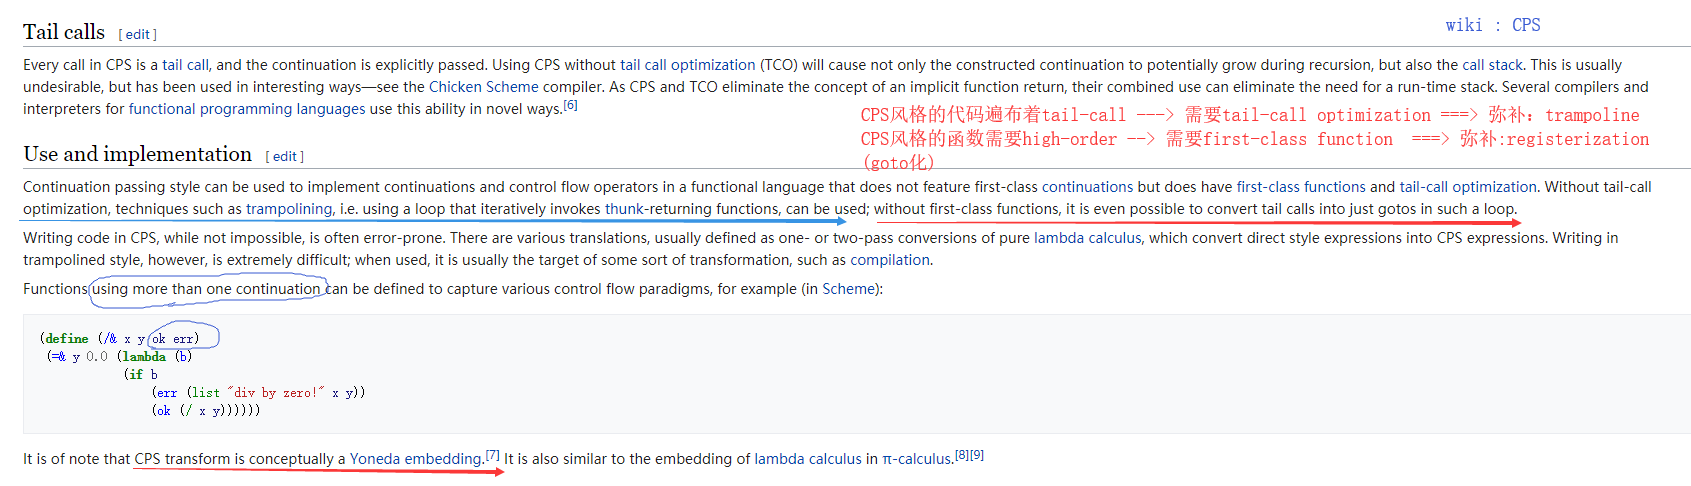 wiki : CPS
Tail calls [ edit ]
Every call in CPS is a tail call, and the continuation is explicitly passed. Using CPS without tail call optimization (TCO) will cause not only the constructed continuation to potentially grow during recursion, but also the call stack. This is usually
undesirable, but has been used in interesting ways—see the Chicken Scheme compiler. As CPS and TCO eliminate the concept of an implicit function return, their combined use can eliminate the need for a run-time stack. Several compilers and
interpreters for functional programming languages use this ability in novel ways.[6]
CPS风格的代码遍布着tail-call ---> 需要tail-call optimization ===> 弥补: trampoline
CPS风格的函数需要high-order --> 需要first-class function ===> 弥补:registerization
(goto化)
Use and implementation [ edit ]
Continuation passing style can be used to implement continuations and control flow operators in a functional language that does not feature first-class continuations but does have first-class functions and tail-call optimization. Without tail-call
optimization, techniques such as trampolining, i.e. using a loop that iteratively invokes thunk-returning functions, can be used; without first-class functions, it is even possible to convert tail calls into just gotos in such a loop.
Writing code in CPS, while not impossible, is often error-prone. There are various translations, usually defined as one- or two-pass conversions of pure lambda calculus, which convert direct style expressions into CPS expressions. Writing in
trampolined style, however, is extremely difficult; when used, it is usually the target of some sort of transformation, such as compilation.
Functions using more than one continuation can be defined to capture various control flow paradigms, for example (in Scheme):
(define (/& x y ok err)
(=& y 0.0 (lambda (b)
(if b
(err (list "div by zero!" x y))
(ok (/ x y))))))
It is of note that CPS transform is conceptually a Yoneda embedding.[7] It is also similar to the embedding of lambda calculus in π-calculus.[8][9]